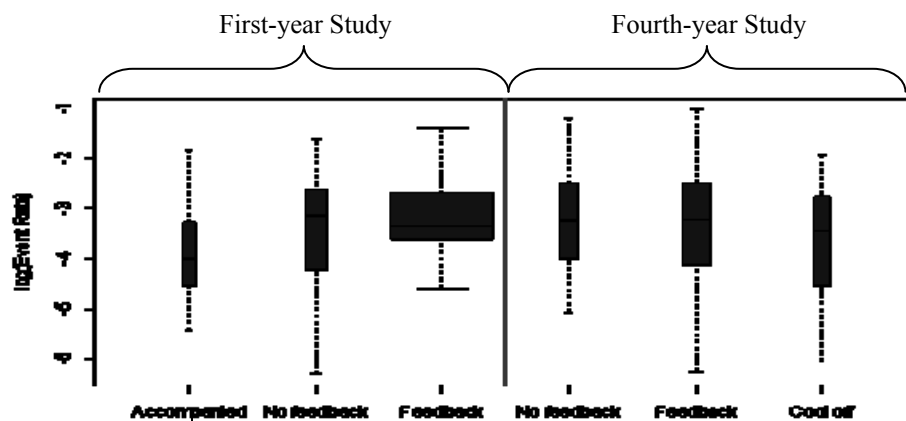 First-year Study Fourth-year Study
-1
-2
-3
-4
-5
-6
log(Event Rate)
Accompanied No feedback Feedback No feedback Feedback Cool off